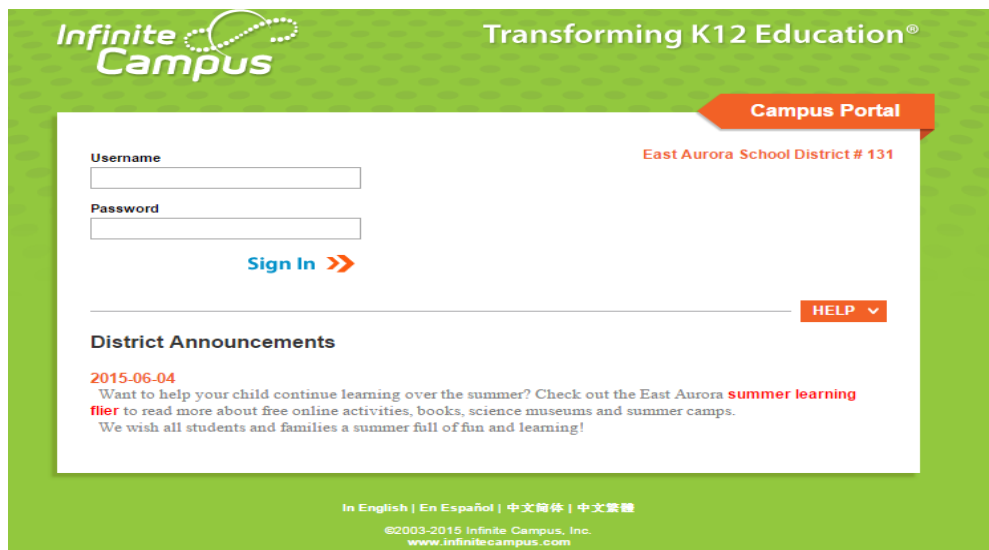 Infinite Campus
Transforming K12 Education®
Campus Portal
East Aurora School District # 131
Username
Password
Sign In
HELP
District Announcements
2015-06-04
Want to help your child continue learning over the summer? Check out the East Aurora summer learning
flier to read more about free online activities, books, science museums and summer camps.
We wish all students and families a summer full of fun and learning!
In English | En Español | 中文简体 | 中文繁體
©2003-2015 Infinite Campus, Inc.
www.infinitecampus.com